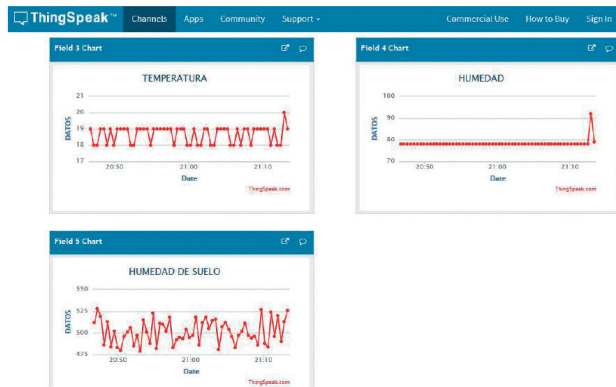 ThingSpeak™ Channels Apps Community Support Commercial Use How to Buy Sign In
Field 3 Chart
TEMPERATURA
DATOS
21
20
19
18
17
20:50 21:00 21:10
Date
ThingSpeak.com
Field 4 Chart
HUMEDAD
DATOS
100
90
80
70
20:50 21:00 21:10
Date
ThingSpeak.com
Field 5 Chart
HUMEDAD DE SUELO
DATOS
550
525
500
475
20:50 21:00 21:10
Date
ThingSpeak.com